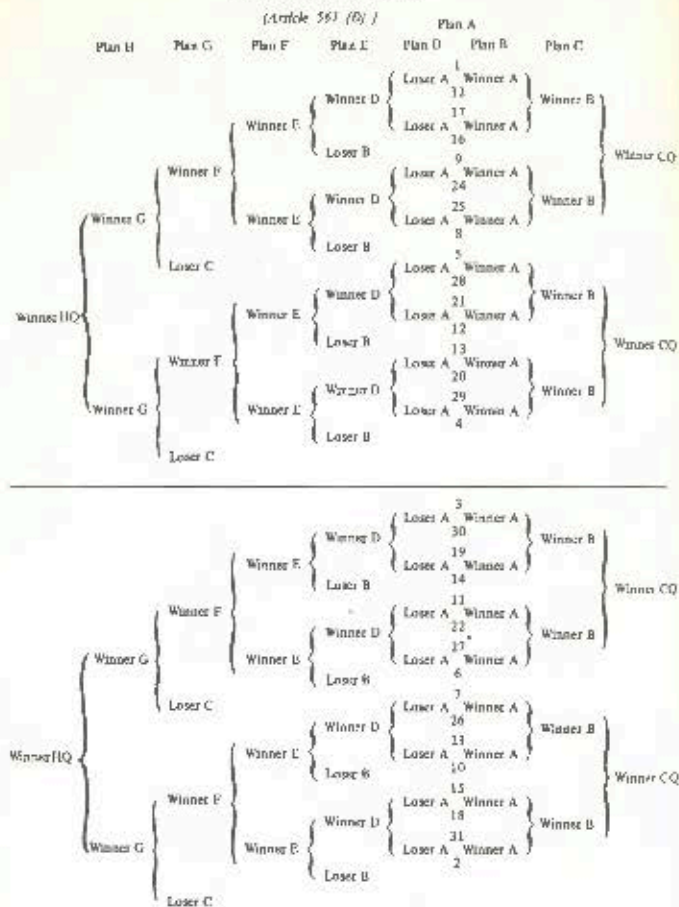 (Article 561 (B) )
Plan A
Plan H Plan G Plan F Plan E Plan D Plan B Plan C
1
Loser A Winner A
Winner D 32 Winner B
17
Winner E Loser A Winner A
16
Loser B
Winner F 9 Winner CQ
Loser A Winner A
24
Winner D Winner B
25
Winner G Winner E Loser A Winner A
8
Loser B
Loser C 5
Loser A Winner A
28
Winner D Winner B
21
Winner HQ Winner E Loser A Winner A
12
Loser B
Winner F 13 Winner CQ
Loser A Winner A
20
Winner D Winner B
29
Winner G Winner E Loser A Winner A
4
Loser B
Loser C
3
Loser A Winner A
30
Winner D Winner B
19
Winner E Loser A Winner A
14
Loser B Winner CQ
Winner F 11
Loser A Winner A
22
Winner D Winner B
27
Winner G Winner E Loser A Winner A
6
Loser B
Loser C 7
Loser A Winner A
26
Winner D Winner B
Winner HQ Winner E Loser A Winner A
10
Loser B Winner CQ
Winner F 15
Loser A Winner A
18
Winner D Winner B
31
Winner G Winner E Loser A Winner A
2
Loser B
Loser C